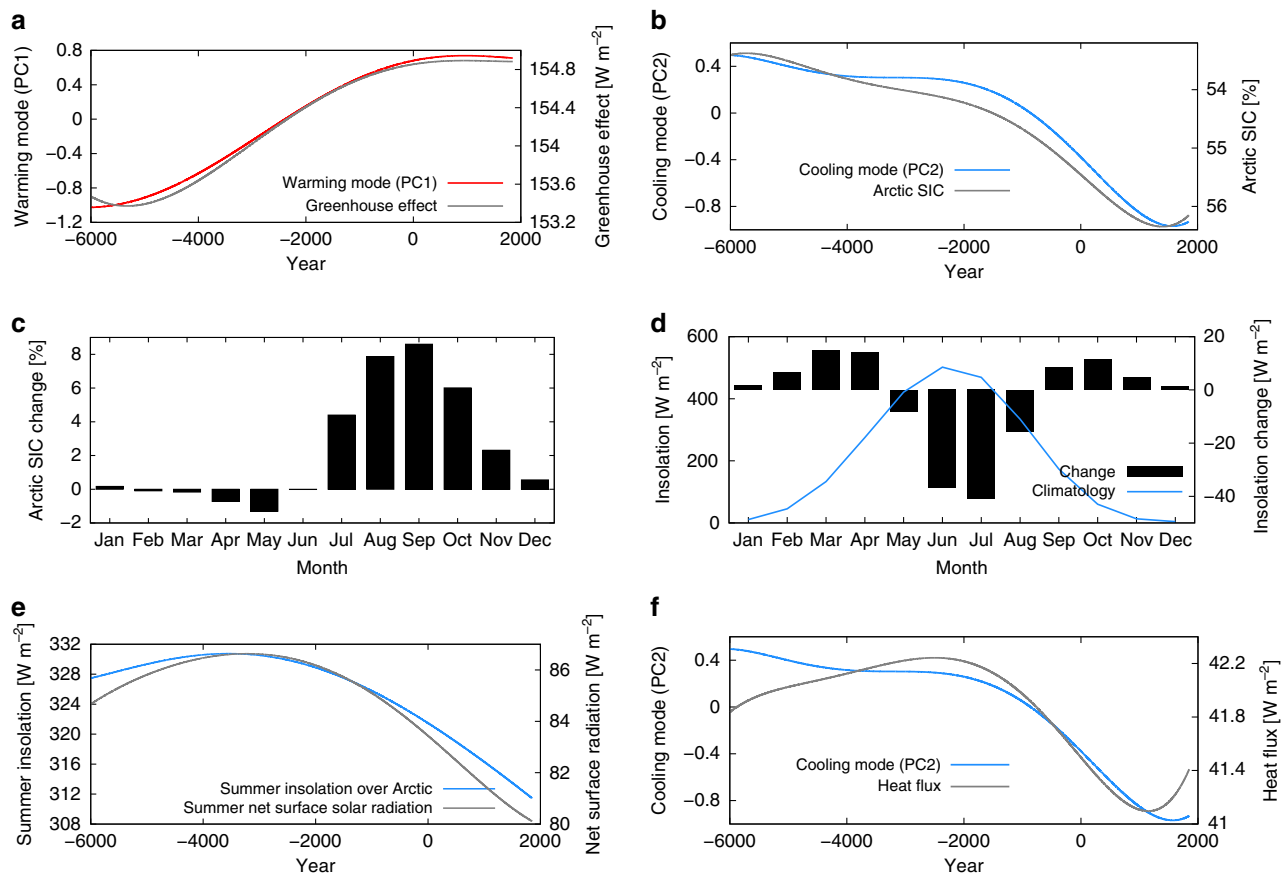 a
Warming mode (PC1)
0.8
0.4
0
−0.4
−0.8
−1.2
−6000 −4000 −2000 0 2000
Year
Warming mode (PC1)
Greenhouse effect
154.8
154.4
154
153.6
153.2
Greenhouse effect [W m−2]
b
Cooling mode (PC2)
0.4
0
−0.4
−0.8
−6000 −4000 −2000 0 2000
Year
Cooling mode (PC2)
Arctic SIC
54
55
56
Arctic SIC [%]
c
Arctic SIC change [%]
8
6
4
2
0
−2
Jan Feb Mar Apr May Jun Jul Aug Sep Oct Nov Dec
Month
d
Insolation [W m−2]
600
400
200
0
Jan Feb Mar Apr May Jun Jul Aug Sep Oct Nov Dec
Month
Change
Climatology
20
0
−20
−40
Insolation change [W m−2]
e
Summer insolation [W m−2]
332
328
324
320
316
312
308
−6000 −4000 −2000 0 2000
Year
Summer insolation over Arctic
Summer net surface solar radiation
86
84
82
80
Net surface radiation [W m−2]
f
Cooling mode (PC2)
0.4
0
−0.4
−0.8
−6000 −4000 −2000 0 2000
Year
Cooling mode (PC2)
Heat flux
42.2
41.8
41.4
41
Heat flux [W m−2]